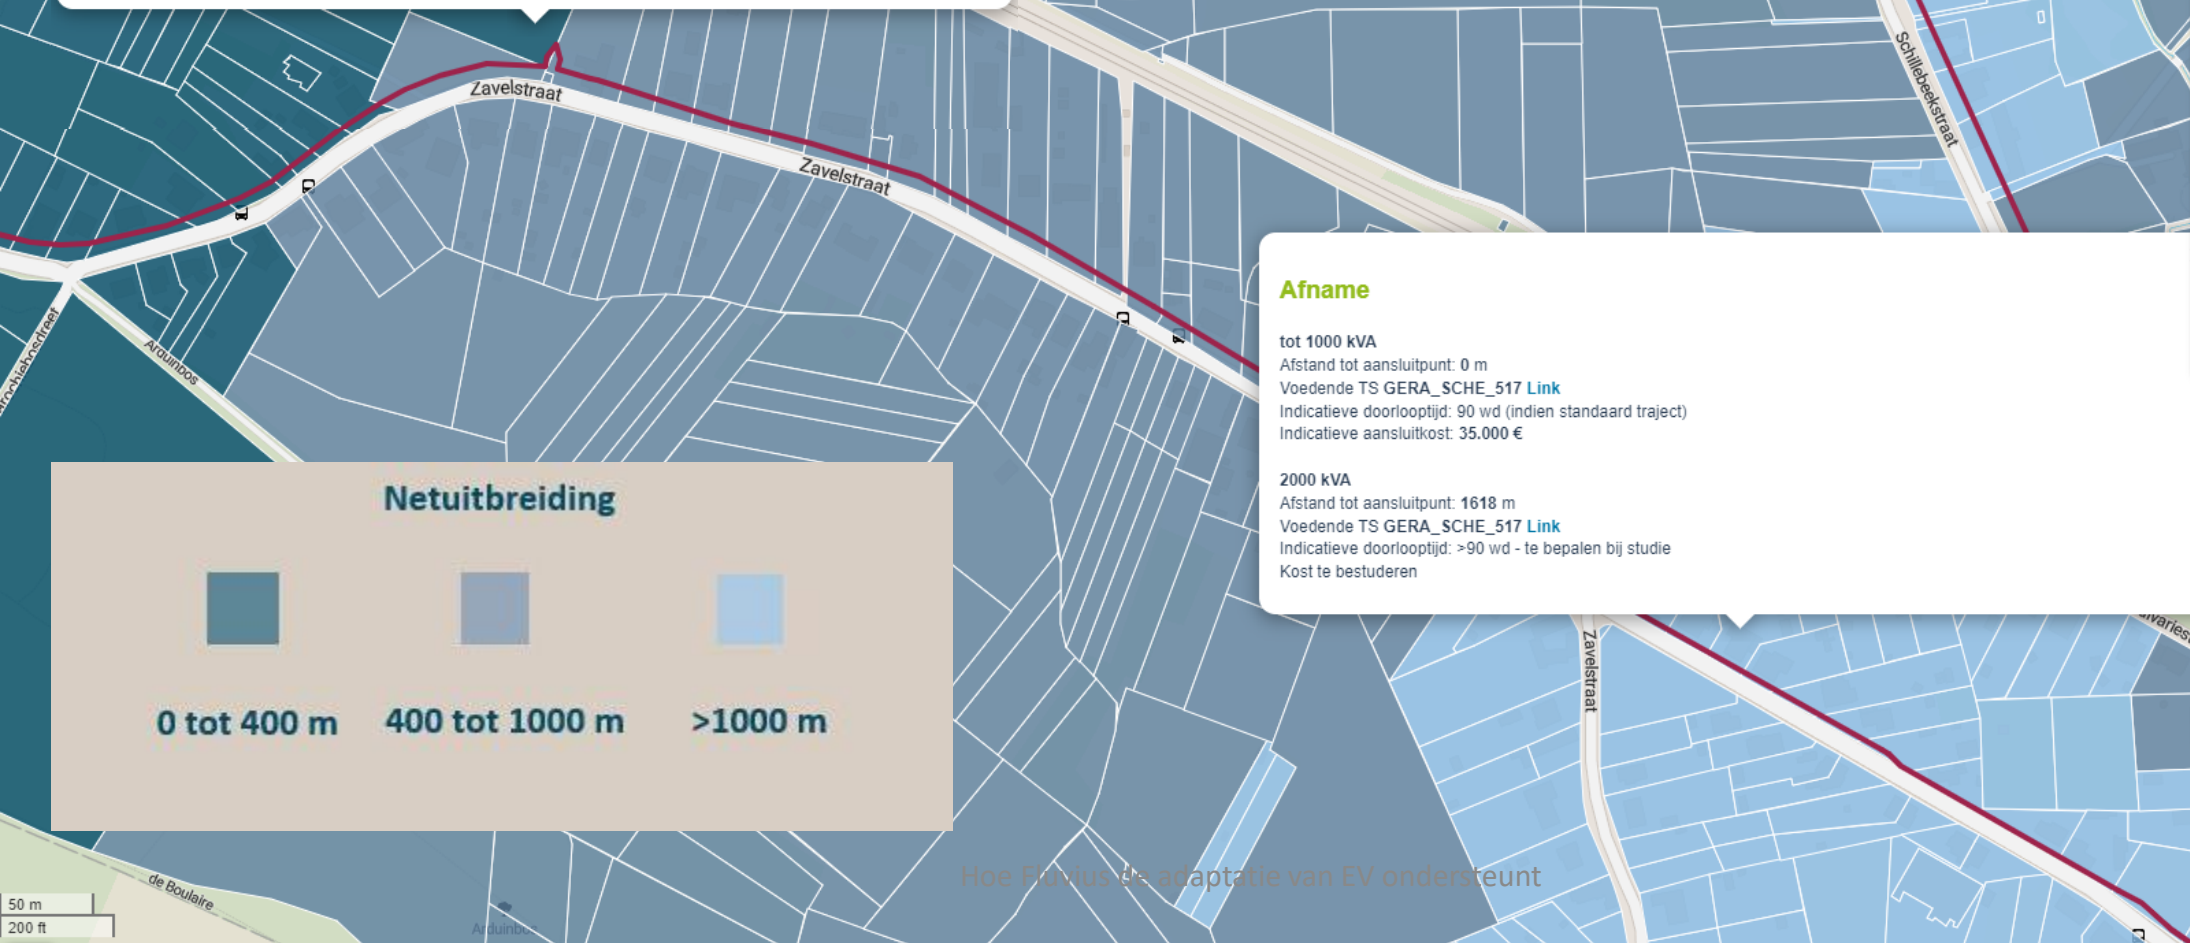 Zavelstraat
Zavelstraat
Schillebeekstraat
Arduinbos
Afname
tot 1000 kVA
Afstand tot aansluitpunt: 0 m
Voedende TS GERA_SCHE_517 Link
Indicatieve doorlooptijd: 90 wd (indien standaard traject)
Indicatieve aansluitkost: 35.000 €
2000 kVA
Afstand tot aansluitpunt: 1618 m
Voedende TS GERA_SCHE_517 Link
Indicatieve doorlooptijd: >90 wd - te bepalen bij studie
Kost te bestuderen
Netuitbreiding
0 tot 400 m
400 tot 1000 m
>1000 m
Zavelstraat
Hoe Fluvius de adaptatie van EV ondersteunt
de Boulaire
50 m
200 ft
Arduinbos